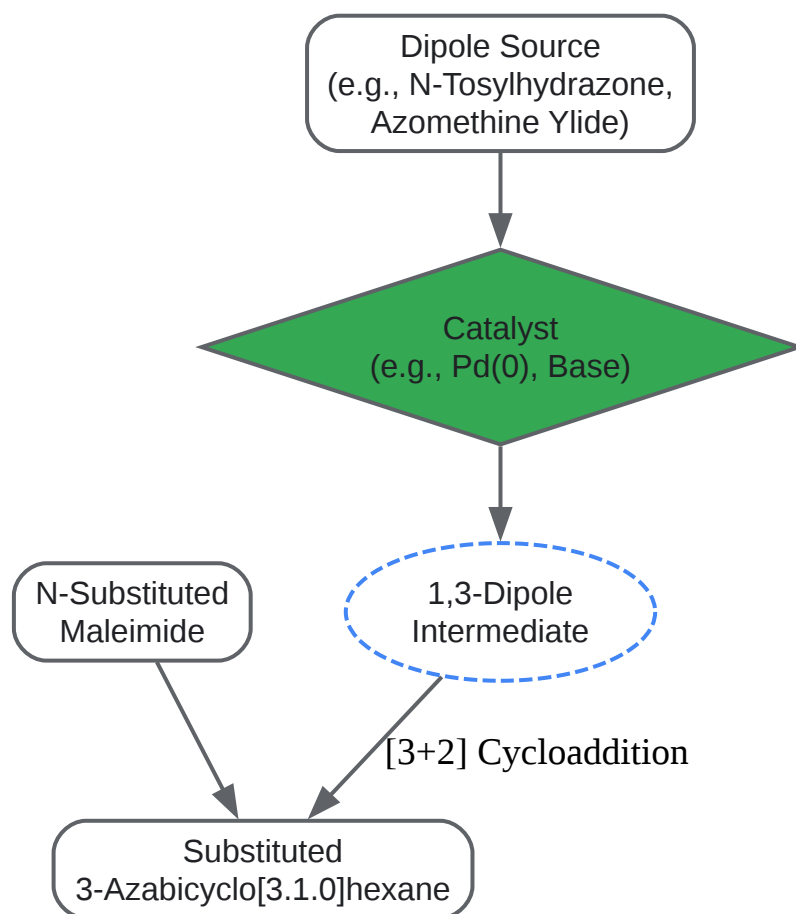 Dipole Source
(e.g., N-Tosylhydrazone,
Azomethine Ylide)
Catalyst
(e.g., Pd(0), Base)
N-Substituted
Maleimide
1,3-Dipole
Intermediate
[3+2] Cycloaddition
Substituted
3-Azabicyclo[3.1.0]hexane